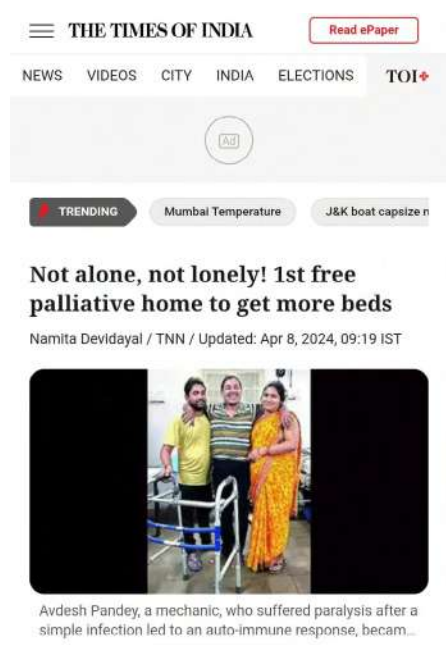 THE TIMES OF INDIA
Read ePaper
NEWS VIDEOS CITY INDIA ELECTIONS TOI+
Ad
TRENDING Mumbai Temperature J&K boat capsize n
Not alone, not lonely! 1st free
palliative home to get more beds
Namita Devidayal / TNN / Updated: Apr 8, 2024, 09:19 IST
Avdesh Pandey, a mechanic, who suffered paralysis after a
simple infection led to an auto-immune response, becam...